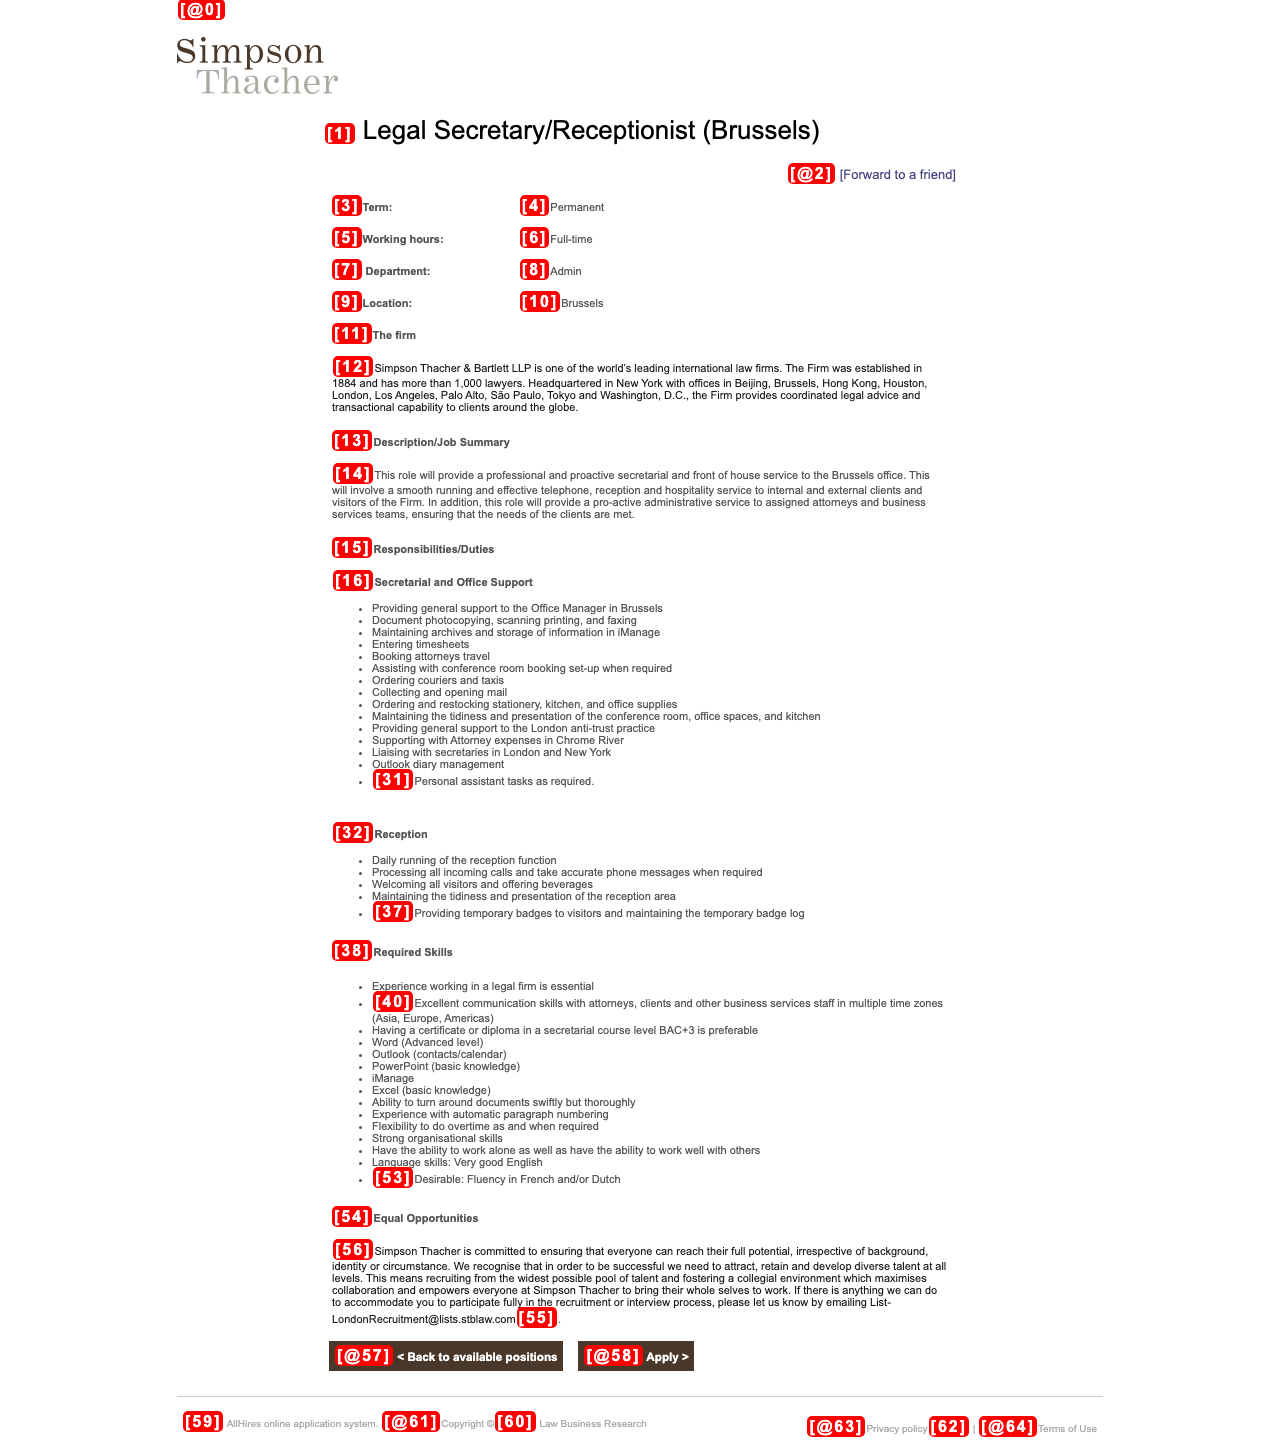 [@0]
Simpson
Thacher
[1] Legal Secretary/Receptionist (Brussels)
[@2] [Forward to a friend]
[3] Term: [4] Permanent
[5] Working hours: [6] Full-time
[7] Department: [8] Admin
[9] Location: [10] Brussels
[11] The firm
[12] Simpson Thacher & Bartlett LLP is one of the world's leading international law firms. The Firm was established in
1884 and has more than 1,000 lawyers. Headquartered in New York with offices in Beijing, Brussels, Hong Kong, Houston,
London, Los Angeles, Palo Alto, São Paulo, Tokyo and Washington, D.C., the Firm provides coordinated legal advice and
transactional capability to clients around the globe.
[13] Description/Job Summary
[14] This role will provide a professional and proactive secretarial and front of house service to the Brussels office. This
will involve a smooth running and effective telephone, reception and hospitality service to internal and external clients and
visitors of the Firm. In addition, this role will provide a pro-active administrative service to assigned attorneys and business
services teams, ensuring that the needs of the clients are met.
[15] Responsibilities/Duties
[16] Secretarial and Office Support
• Providing general support to the Office Manager in Brussels
• Document photocopying, scanning printing, and faxing
• Maintaining archives and storage of information in iManage
• Entering timesheets
• Booking attorneys travel
• Assisting with conference room booking set-up when required
• Ordering couriers and taxis
• Collecting and opening mail
• Ordering and restocking stationery, kitchen, and office supplies
• Maintaining the tidiness and presentation of the conference room, office spaces, and kitchen
• Providing general support to the London anti-trust practice
• Supporting with Attorney expenses in Chrome River
• Liaising with secretaries in London and New York
• Outlook diary management
• [31] Personal assistant tasks as required.
[32] Reception
• Daily running of the reception function
• Processing all incoming calls and take accurate phone messages when required
• Welcoming all visitors and offering beverages
• Maintaining the tidiness and presentation of the reception area
• [37] Providing temporary badges to visitors and maintaining the temporary badge log
[38] Required Skills
• Experience working in a legal firm is essential
• [40] Excellent communication skills with attorneys, clients and other business services staff in multiple time zones
(Asia, Europe, Americas)
• Having a certificate or diploma in a secretarial course level BAC+3 is preferable
• Word (Advanced level)
• Outlook (contacts/calendar)
• PowerPoint (basic knowledge)
• iManage
• Excel (basic knowledge)
• Ability to turn around documents swiftly but thoroughly
• Experience with automatic paragraph numbering
• Flexibility to do overtime as and when required
• Strong organisational skills
• Have the ability to work alone as well as have the ability to work well with others
• Language skills: Very good English
• [53] Desirable: Fluency in French and/or Dutch
[54] Equal Opportunities
[56] Simpson Thacher is committed to ensuring that everyone can reach their full potential, irrespective of background,
identity or circumstance. We recognise that in order to be successful we need to attract, retain and develop diverse talent at all
levels. This means recruiting from the widest possible pool of talent and fostering a collegial environment which maximises
collaboration and empowers everyone at Simpson Thacher to bring their whole selves to work. If there is anything we can do
to accommodate you to participate fully in the recruitment or interview process, please let us know by emailing List-
LondonRecruitment@lists.stblaw.com [55] .
[@57] < Back to available positions [@58] Apply >
[59] AllHires online application system. [@61] Copyright © [60] Law Business Research
[@63] Privacy policy [62] | [@64] Terms of Use